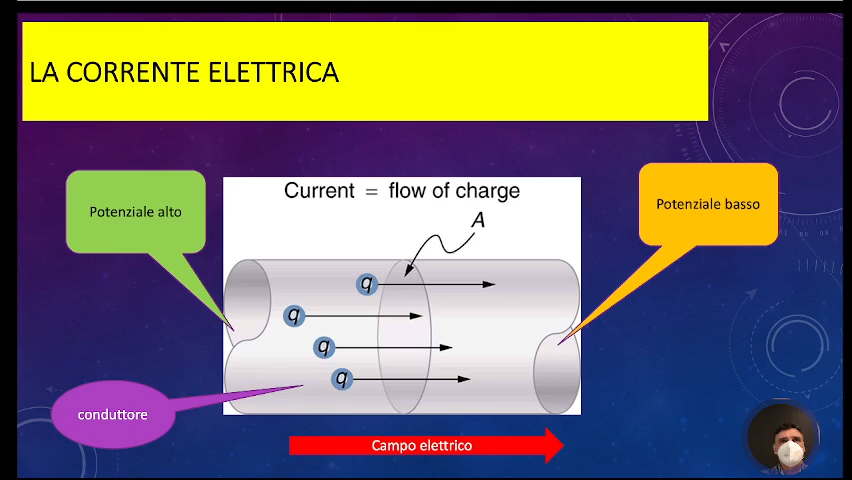 LA CORRENTE ELETTRICA
Potenziale alto
Current = flow of charge
Potenziale basso
A
q
q
q
q
conduttore
Campo elettrico